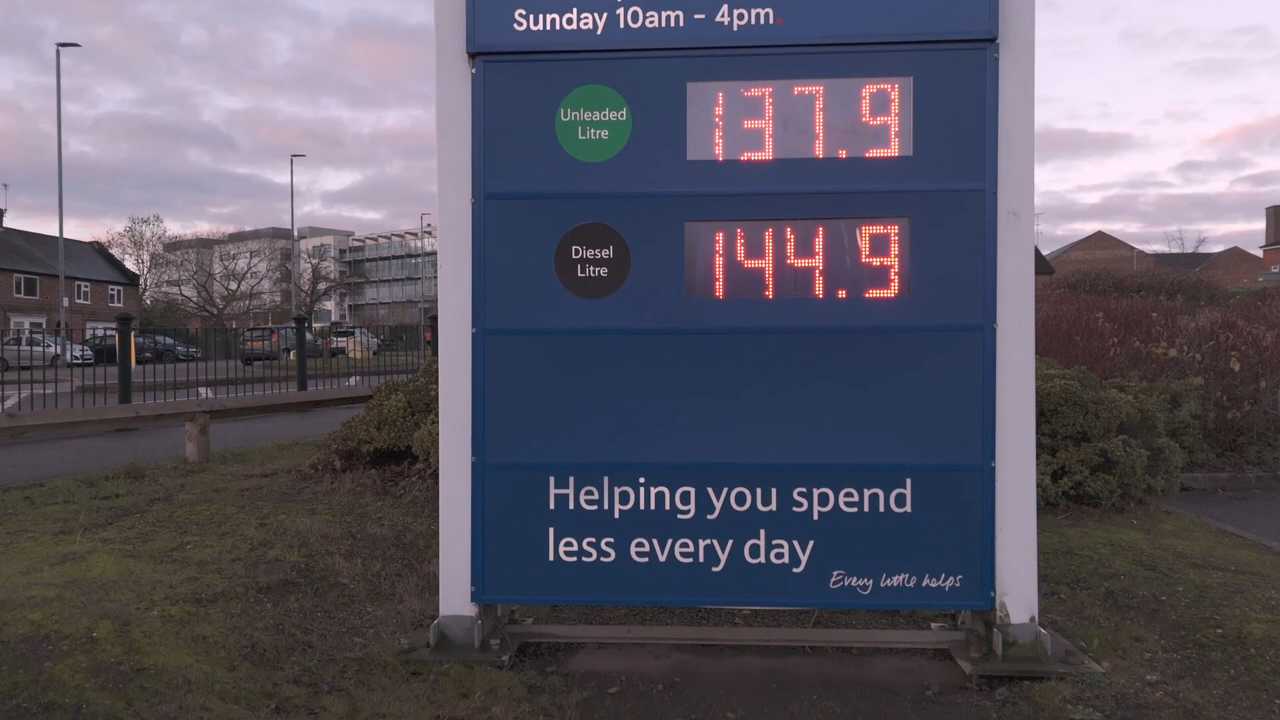 Sunday 10am - 4pm
Unleaded
Litre
137.9
Diesel
Litre
144.9
Helping you spend
less every day
Every little helps